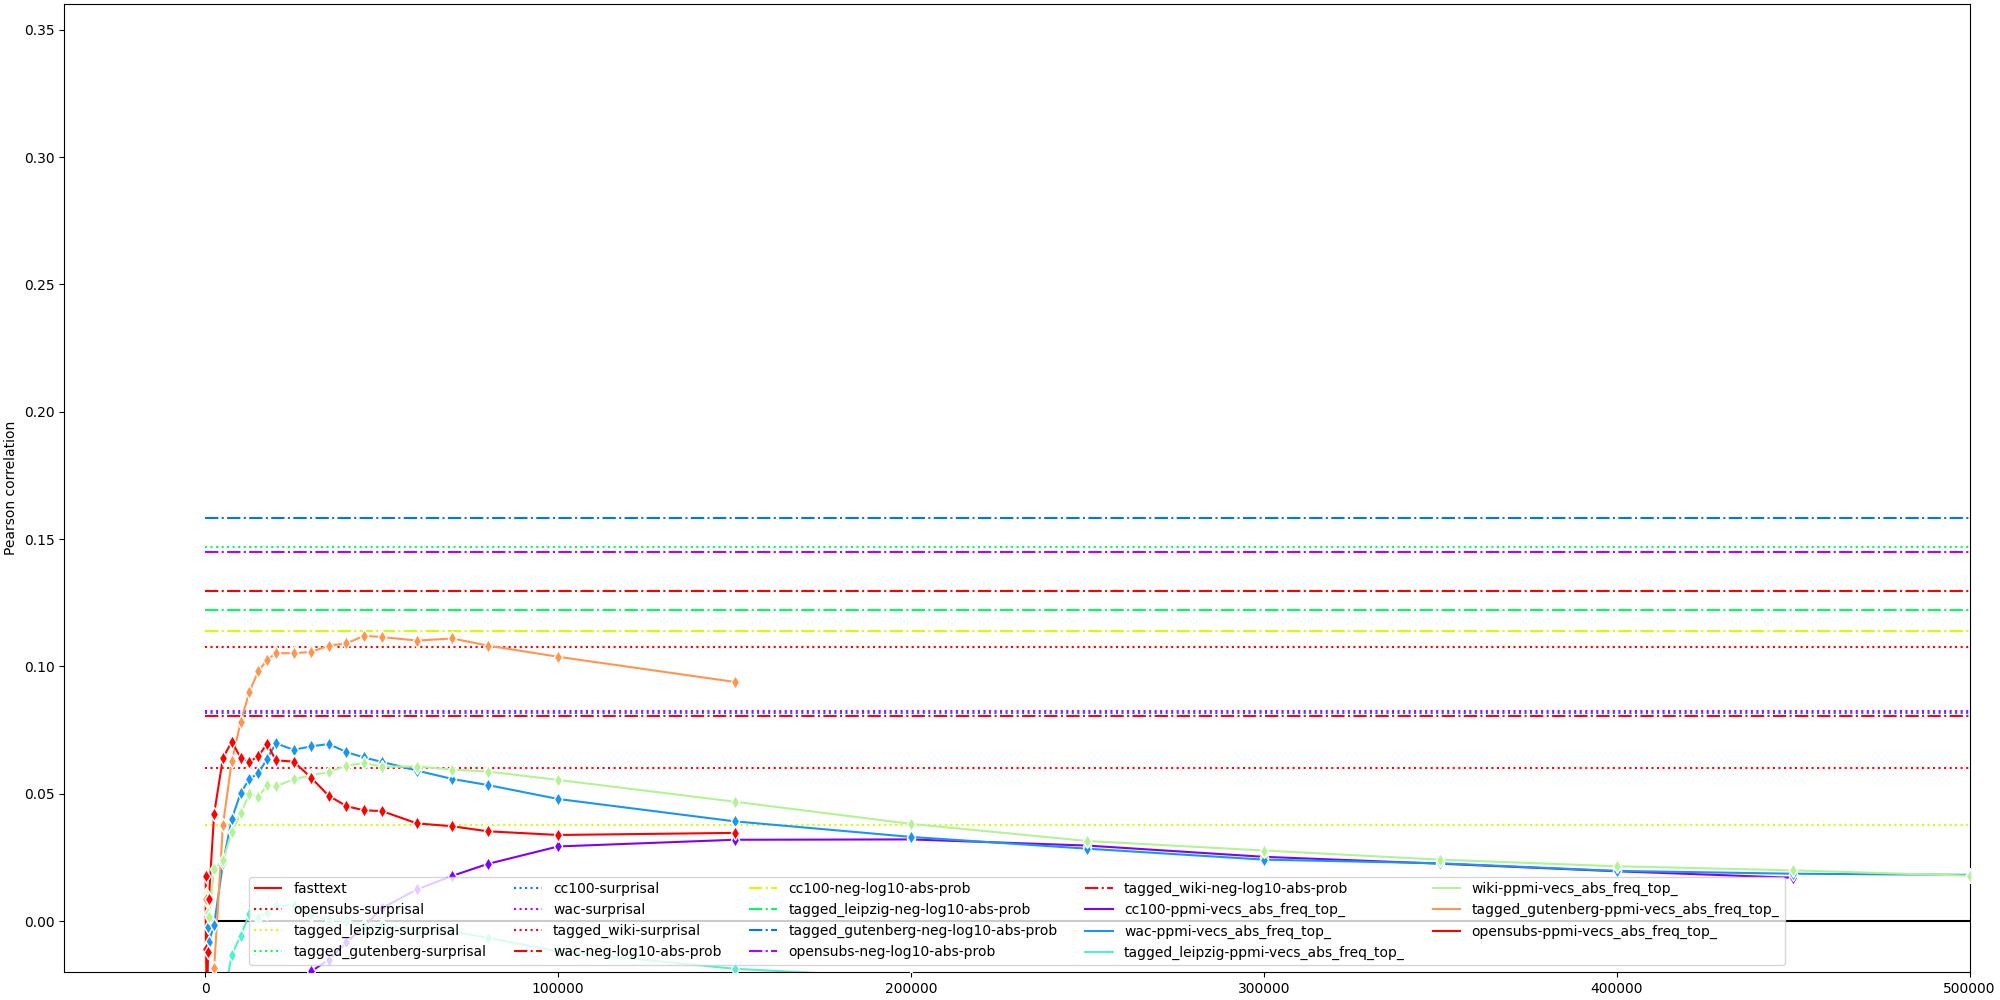 0.35
0.30
0.25
0.20
0.15
0.10
0.05
0.00
Pearson correlation
fasttext
opensubs-surprisal
tagged_leipzig-surprisal
tagged_gutenberg-surprisal
cc100-surprisal
wac-surprisal
tagged_wiki-surprisal
wac-neg-log10-abs-prob
cc100-neg-log10-abs-prob
tagged_leipzig-neg-log10-abs-prob
tagged_gutenberg-neg-log10-abs-prob
opensubs-neg-log10-abs-prob
tagged_wiki-neg-log10-abs-prob
cc100-ppmi-vecs_abs_freq_top_
wac-ppmi-vecs_abs_freq_top_
tagged_leipzig-ppmi-vecs_abs_freq_top_
wiki-ppmi-vecs_abs_freq_top_
tagged_gutenberg-ppmi-vecs_abs_freq_top_
opensubs-ppmi-vecs_abs_freq_top_
0
100000
200000
300000
400000
500000